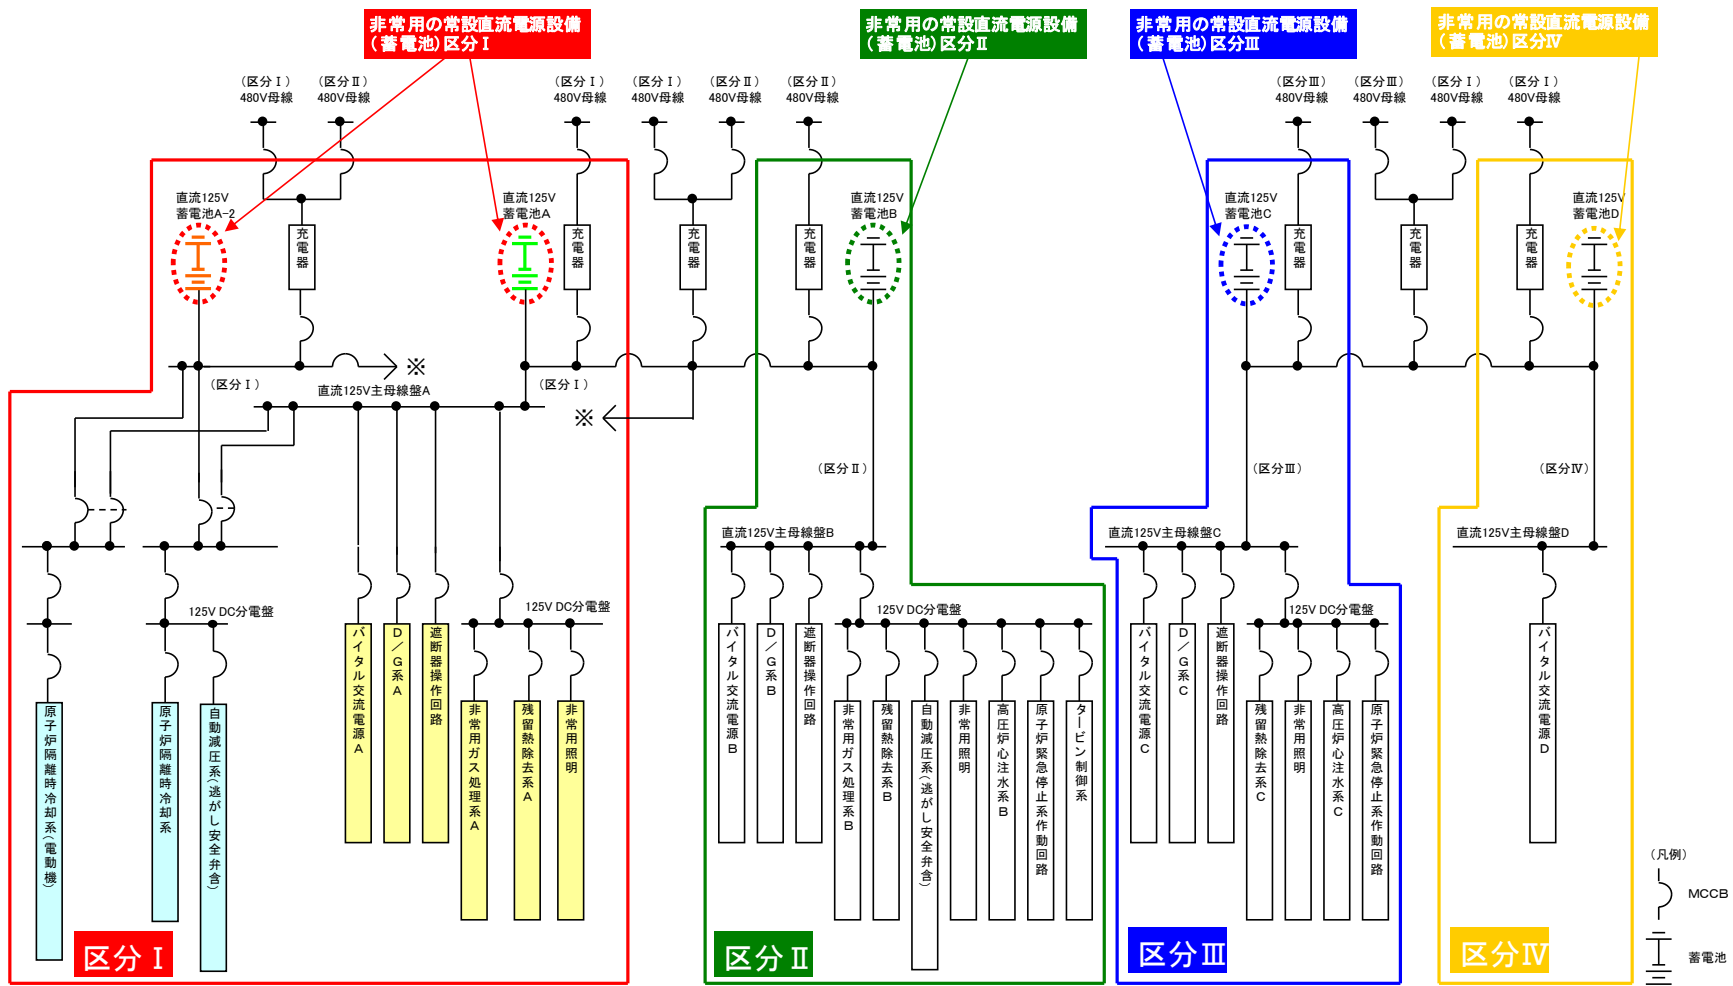 非常用の常設直流電源設備
(蓄電池)区分Ⅰ
非常用の常設直流電源設備
(蓄電池)区分Ⅱ
非常用の常設直流電源設備
(蓄電池)区分Ⅲ
非常用の常設直流電源設備
(蓄電池)区分Ⅳ
(区分Ⅰ)
480V母線
(区分Ⅱ)
480V母線
(区分Ⅰ)
480V母線
(区分Ⅰ)
480V母線
(区分Ⅱ)
480V母線
(区分Ⅱ)
480V母線
(区分Ⅲ)
480V母線
(区分Ⅲ)
480V母線
(区分Ⅰ)
480V母線
(区分Ⅰ)
480V母線
直流125V
蓄電池A-2
充電器
直流125V
蓄電池A
充電器
充電器
充電器
直流125V
蓄電池B
直流125V
蓄電池C
充電器
充電器
充電器
直流125V
蓄電池D
※
(区分Ⅰ)
直流125V主母線盤A
(区分Ⅰ)
※
(区分Ⅱ)
(区分Ⅲ)
(区分Ⅳ)
直流125V主母線盤B
直流125V主母線盤C
直流125V主母線盤D
125V DC分電盤
125V DC分電盤
125V DC分電盤
125V DC分電盤
原子炉隔離時冷却系(電動機)
原子炉隔離時冷却系
自動減圧系(逃がし安全弁含)
バイタル交流電源A
D/G系A
遮断器操作回路
非常用ガス処理系A
残留熱除去系A
非常用照明
バイタル交流電源B
D/G系B
遮断器操作回路
非常用ガス処理系B
残留熱除去系B
自動減圧系(逃がし安全弁含)
非常用照明
高圧炉心注水系B
原子炉緊急停止系作動回路
タービン制御系
バイタル交流電源C
D/G系C
遮断器操作回路
残留熱除去系C
非常用照明
高圧炉心注水系C
原子炉緊急停止系作動回路
バイタル交流電源D
区分Ⅰ
区分Ⅱ
区分Ⅲ
区分Ⅳ
(凡例)
MCCB
蓄電池